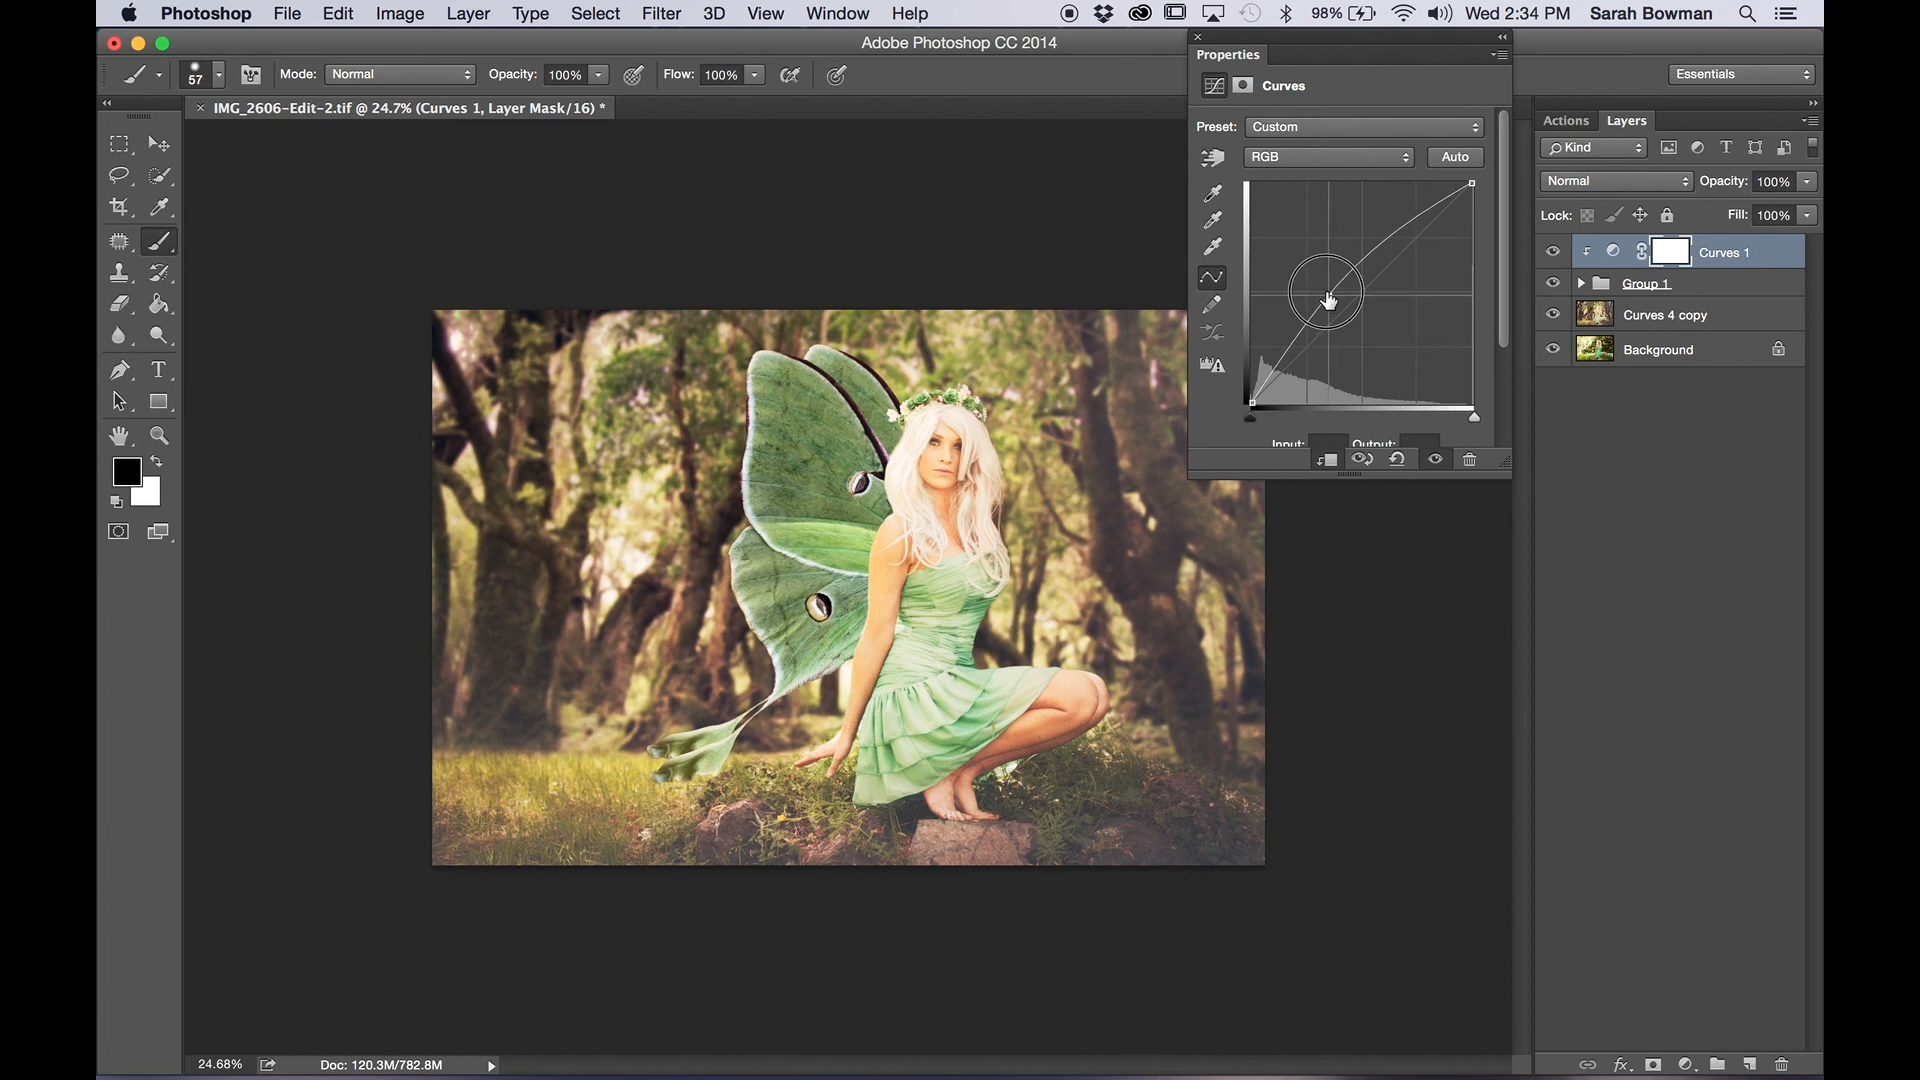 Photoshop File Edit Image Layer Type Select Filter 3D View Window Help 98% Wed 2:34 PM Sarah Bowman
Adobe Photoshop CC 2014
57 Mode: Normal Opacity: 100% Flow: 100% Essentials
IMG_2606-Edit-2.tif @ 24.7% (Curves 1, Layer Mask/16) *
Properties
Curves
Preset: Custom
RGB Auto
Input: Output:
Actions Layers
Kind
Normal Opacity: 100%
Lock: Fill: 100%
Curves 1
Group 1
Curves 4 copy
Background
24.68% Doc: 120.3M/782.8M